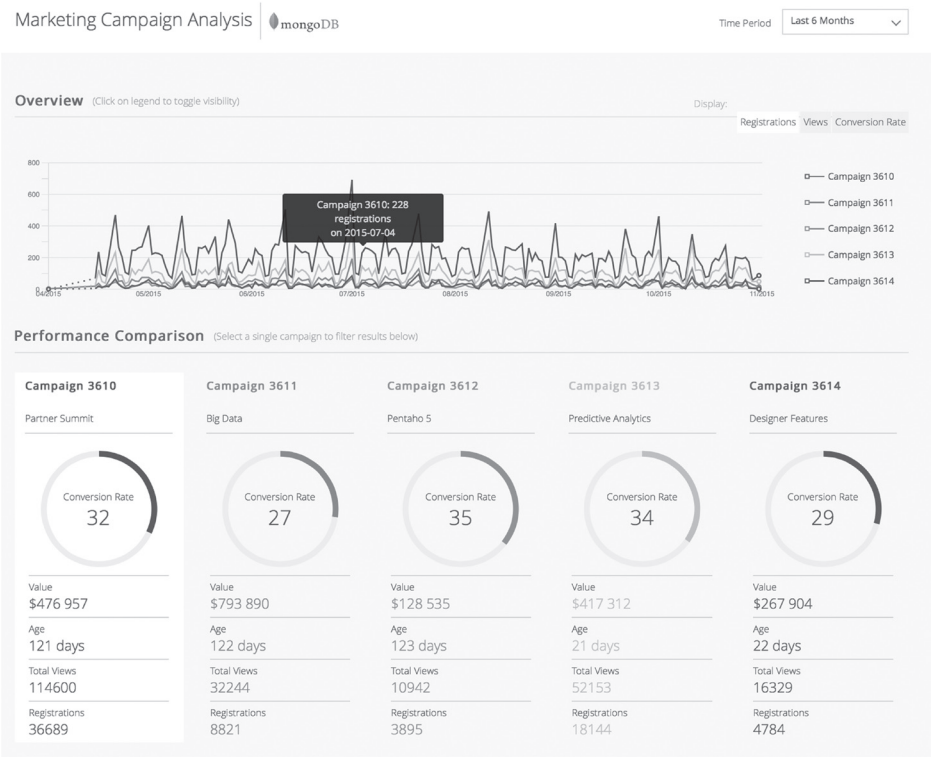 Marketing Campaign Analysis
mongoDB
Time Period
Last 6 Months
Overview
(Click on legend to toggle visibility)
Display:
Registrations
Views
Conversion Rate
800
600
400
200
0
04/2015
05/2015
06/2015
07/2015
08/2015
09/2015
10/2015
11/2015
Campaign 3610: 228
registrations
on 2015-07-04
Campaign 3610
Campaign 3611
Campaign 3612
Campaign 3613
Campaign 3614
Performance Comparison
(Select a single campaign to filter results below)
Campaign 3610
Partner Summit
Conversion Rate
32
Value
$476 957
Age
121 days
Total Views
114600
Registrations
36689
Campaign 3611
Big Data
Conversion Rate
27
Value
$793 890
Age
122 days
Total Views
32244
Registrations
8821
Campaign 3612
Pentaho 5
Conversion Rate
35
Value
$128 535
Age
123 days
Total Views
10942
Registrations
3895
Campaign 3613
Predictive Analytics
Conversion Rate
34
Value
$417 312
Age
21 days
Total Views
52153
Registrations
18144
Campaign 3614
Designer Features
Conversion Rate
29
Value
$267 904
Age
22 days
Total Views
16329
Registrations
4784